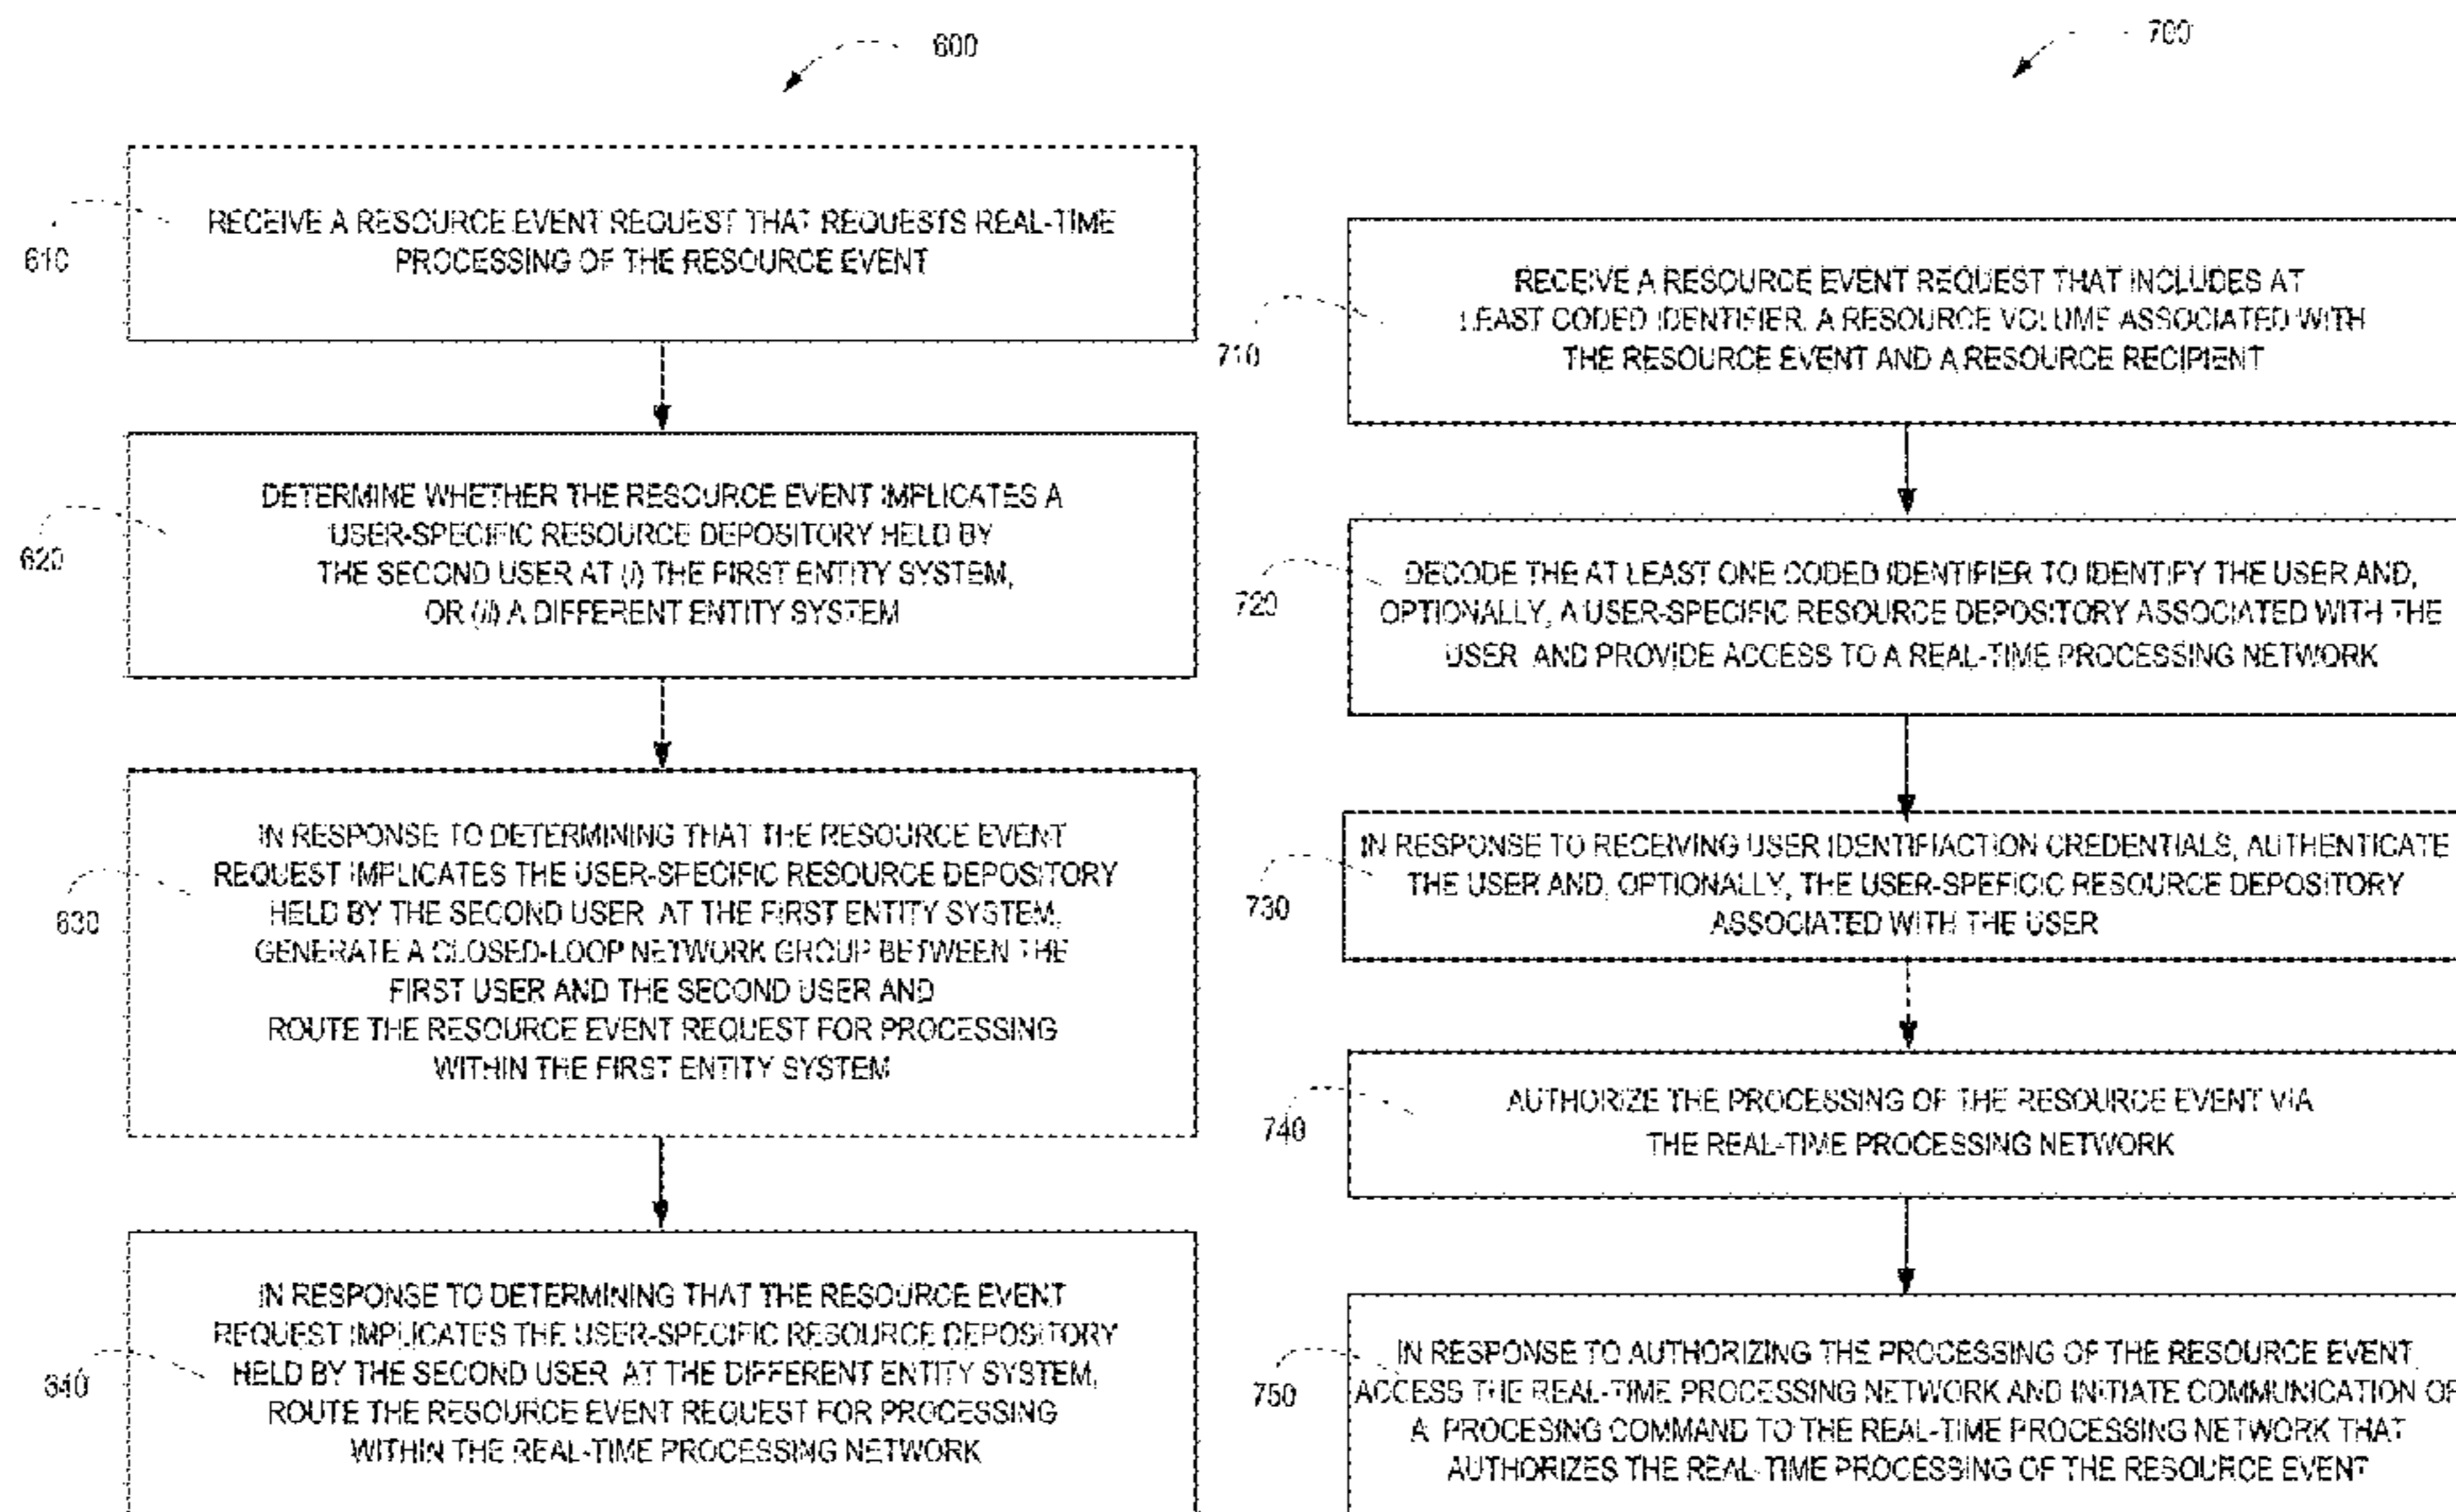 600
610
RECEIVE A RESOURCE EVENT REQUEST THAT REQUESTS REAL-TIME
PROCESSING OF THE RESOURCE EVENT
620
DETERMINE WHETHER THE RESOURCE EVENT IMPLICATES A
USER-SPECIFIC RESOURCE DEPOSITORY HELD BY
THE SECOND USER AT (i) THE FIRST ENTITY SYSTEM,
OR (ii) A DIFFERENT ENTITY SYSTEM
630
IN RESPONSE TO DETERMINING THAT THE RESOURCE EVENT
REQUEST IMPLICATES THE USER-SPECIFIC RESOURCE DEPOSITORY
HELD BY THE SECOND USER AT THE FIRST ENTITY SYSTEM,
GENERATE A CLOSED-LOOP NETWORK GROUP BETWEEN THE
FIRST USER AND THE SECOND USER AND
ROUTE THE RESOURCE EVENT REQUEST FOR PROCESSING
WITHIN THE FIRST ENTITY SYSTEM
640
IN RESPONSE TO DETERMINING THAT THE RESOURCE EVENT
REQUEST IMPLICATES THE USER-SPECIFIC RESOURCE DEPOSITORY
HELD BY THE SECOND USER AT THE DIFFERENT ENTITY SYSTEM,
ROUTE THE RESOURCE EVENT REQUEST FOR PROCESSING
WITHIN THE REAL-TIME PROCESSING NETWORK
700
710
RECEIVE A RESOURCE EVENT REQUEST THAT INCLUDES AT
LEAST CODED IDENTIFIER, A RESOURCE VOLUME ASSOCIATED WITH
THE RESOURCE EVENT AND A RESOURCE RECIPIENT
720
DECODE THE AT LEAST ONE CODED IDENTIFIER TO IDENTIFY THE USER AND,
OPTIONALLY, A USER-SPECIFIC RESOURCE DEPOSITORY ASSOCIATED WITH THE
USER AND PROVIDE ACCESS TO A REAL-TIME PROCESSING NETWORK
730
IN RESPONSE TO RECEIVING USER IDENTIFIACTION CREDENTIALS, AUTHENTICATE
THE USER AND, OPTIONALLY, THE USER-SPEFICIC RESOURCE DEPOSITORY
ASSOCIATED WITH THE USER
740
AUTHORIZE THE PROCESSING OF THE RESOURCE EVENT VIA
THE REAL-TIME PROCESSING NETWORK
750
IN RESPONSE TO AUTHORIZING THE PROCESSING OF THE RESOURCE EVENT,
ACCESS THE REAL-TIME PROCESSING NETWORK AND INITIATE COMMUNICATION OF
A PROCESING COMMAND TO THE REAL-TIME PROCESSING NETWORK THAT
AUTHORIZES THE REAL-TIME PROCESSING OF THE RESOURCE EVENT